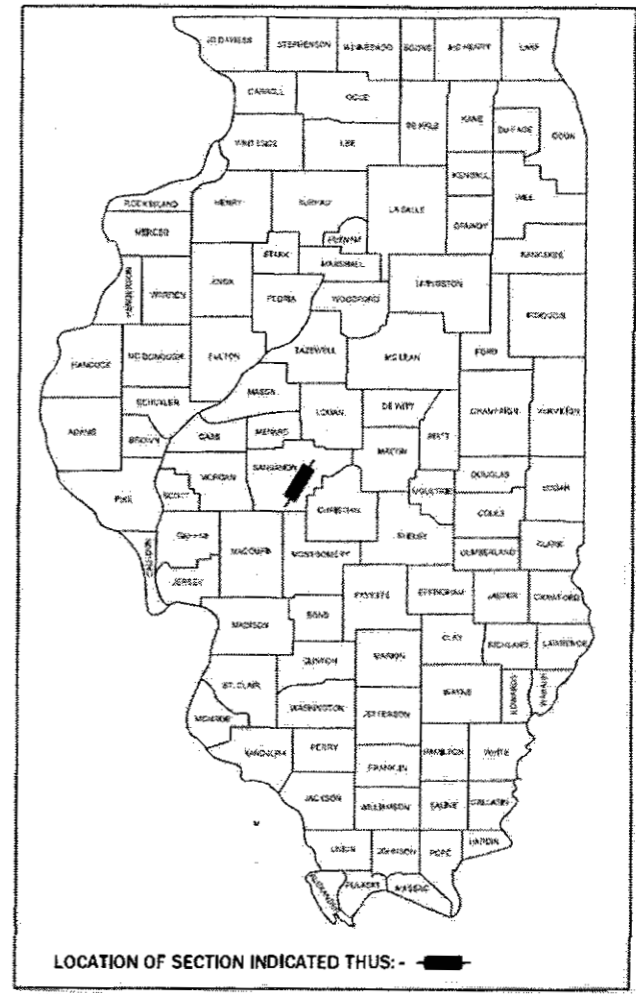 JO DAVIESS STEPHENSON WINNEBAGO BOONE MC HENRY LAKE
CARROLL OGLE
DE KALB KANE DU PAGE COOK
WHITESIDE LEE
KENDALL
ROCK ISLAND HENRY BUREAU LA SALLE WILL
GRUNDY
MERCER PUTNAM
STARK KANKAKEE
MARSHALL
HENDERSON WARREN KNOX PEORIA WOODFORD LIVINGSTON
IROQUOIS
TAZEWELL
HANCOCK MC DONOUGH FULTON MC LEAN FORD
MASON
SCHUYLER LOGAN DE WITT CHAMPAIGN VERMILION
ADAMS
BROWN CASS MENARD PIATT
MACON
MORGAN SANGAMON DOUGLAS
PIKE SCOTT MOULTRIE EDGAR
CHRISTIAN COLES
GREENE SHELBY
CALHOUN MACOUPIN MONTGOMERY CUMBERLAND CLARK
JERSEY
FAYETTE EFFINGHAM JASPER CRAWFORD
MADISON BOND
CLAY
RICHLAND LAWRENCE
CLINTON MARION
ST. CLAIR WAYNE EDWARDS WABASH
WASHINGTON JEFFERSON
MONROE
RANDOLPH PERRY HAMILTON WHITE
FRANKLIN
JACKSON WILLIAMSON SALINE GALLATIN
UNION JOHNSON POPE HARDIN
ALEXANDER PULASKI MASSAC
LOCATION OF SECTION INDICATED THUS: -